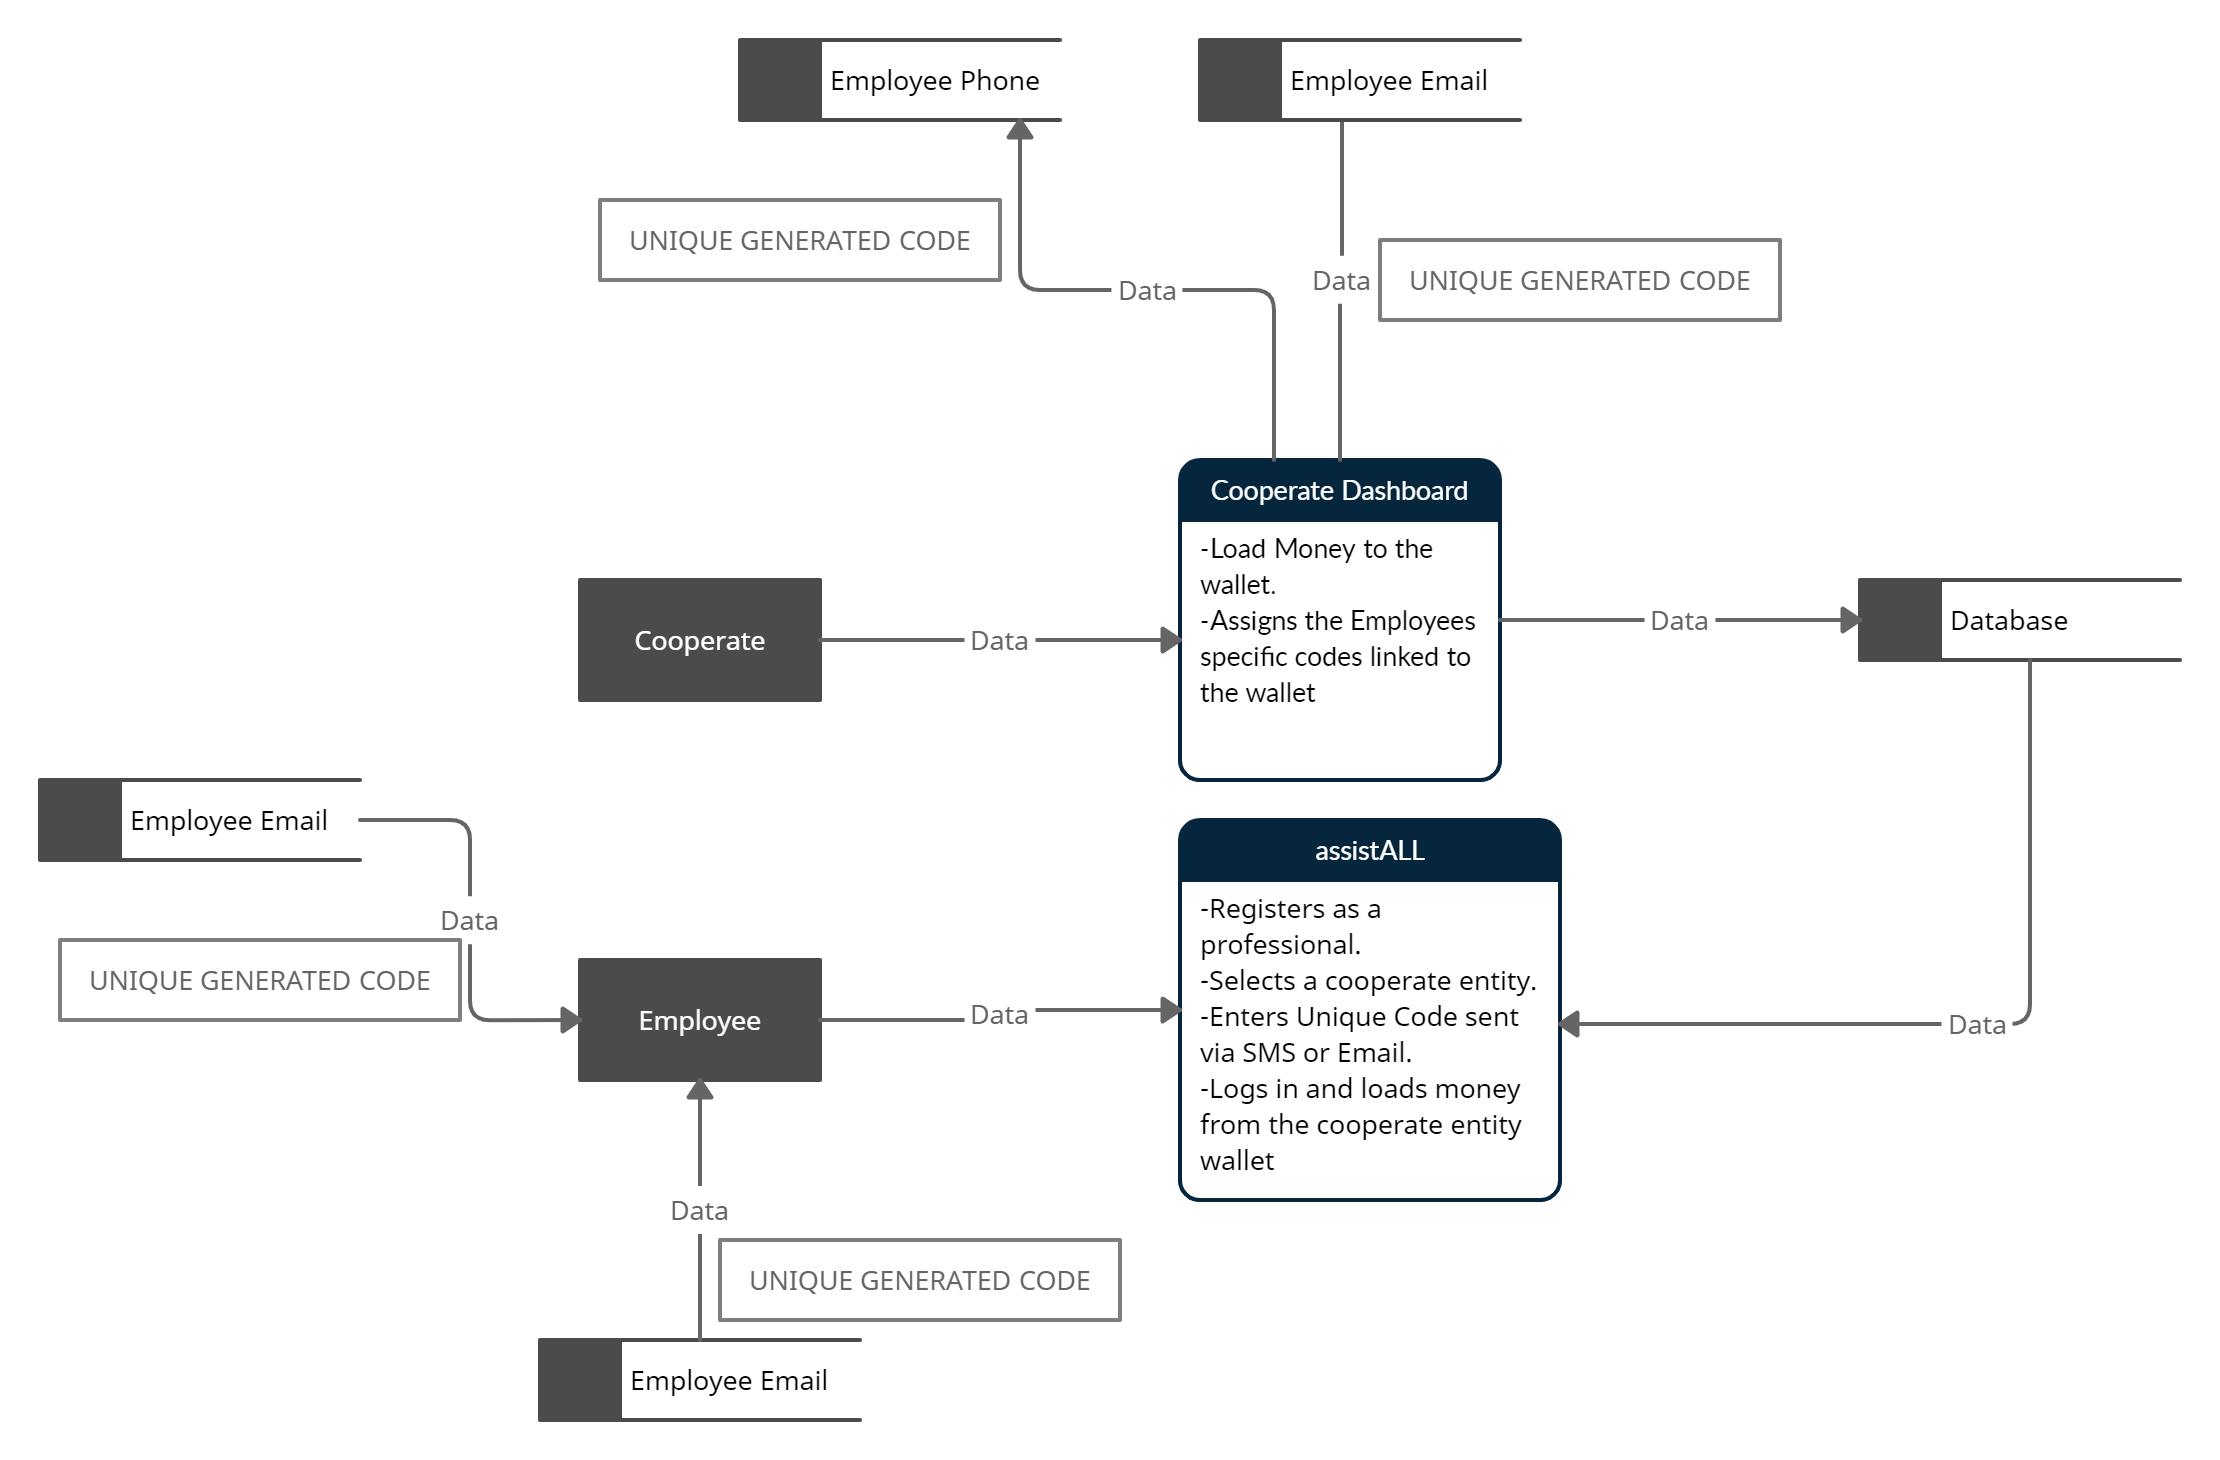 Employee Phone
Employee Email
UNIQUE GENERATED CODE
Data
Data
UNIQUE GENERATED CODE
Cooperate Dashboard
-Load Money to the
wallet.
-Assigns the Employees
specific codes linked to
the wallet
Cooperate
Data
Data
Database
Employee Email
Data
UNIQUE GENERATED CODE
Employee
Data
assistALL
-Registers as a
professional.
-Selects a cooperate entity.
-Enters Unique Code sent
via SMS or Email.
-Logs in and loads money
from the cooperate entity
wallet
Data
Data
UNIQUE GENERATED CODE
Employee Email